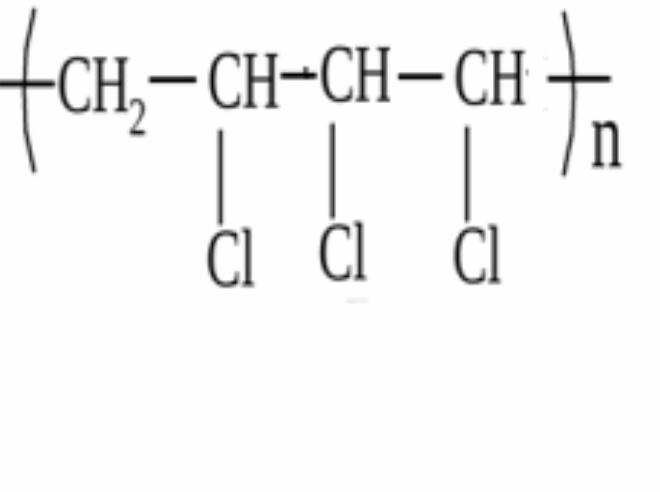 ( CH₂ — CH — CH — CH )n
Cl Cl Cl